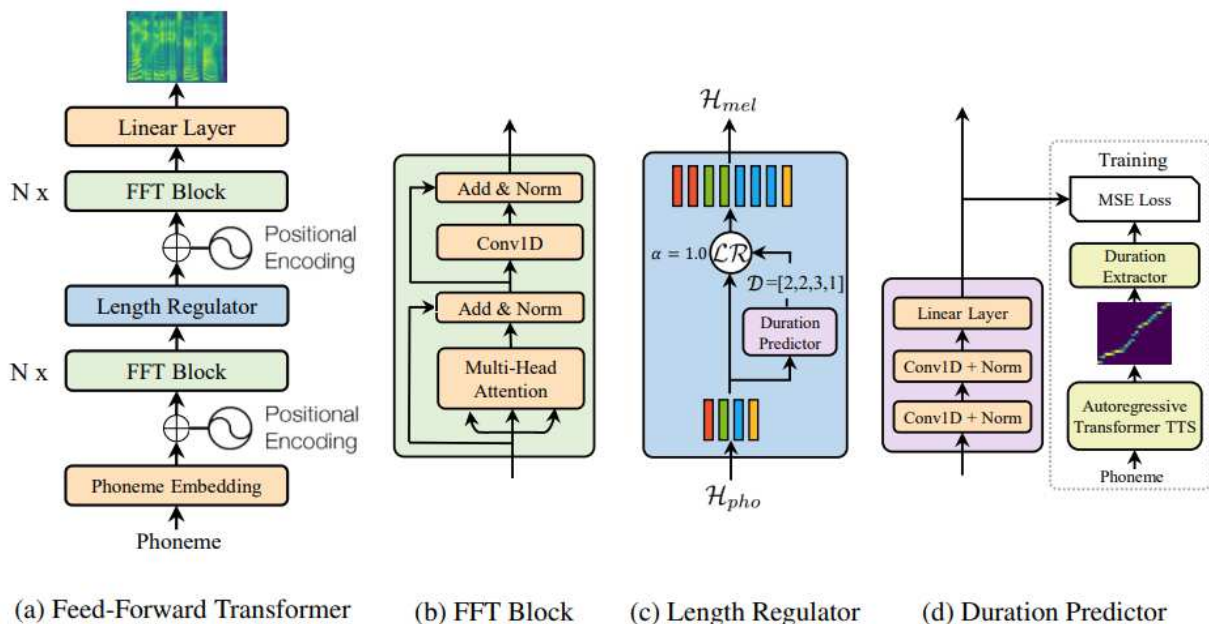 Linear Layer
N x
FFT Block
Positional
Encoding
Length Regulator
N x
FFT Block
Positional
Encoding
Phoneme Embedding
Phoneme
(a) Feed-Forward Transformer
Add & Norm
Conv1D
Add & Norm
Multi-Head
Attention
(b) FFT Block
𝓗mel
α = 1.0
𝓛𝓡
𝓓=[2,2,3,1]
Duration
Predictor
𝓗pho
(c) Length Regulator
Linear Layer
Conv1D + Norm
Conv1D + Norm
Training
MSE Loss
Duration
Extractor
Autoregressive
Transformer TTS
Phoneme
(d) Duration Predictor